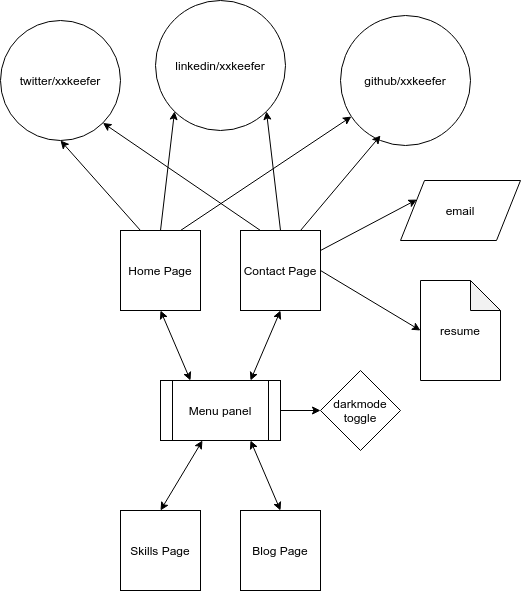 twitter/xxkeefer
linkedin/xxkeefer
github/xxkeefer
email
Home Page
Contact Page
resume
Menu panel
darkmode
toggle
Skills Page
Blog Page